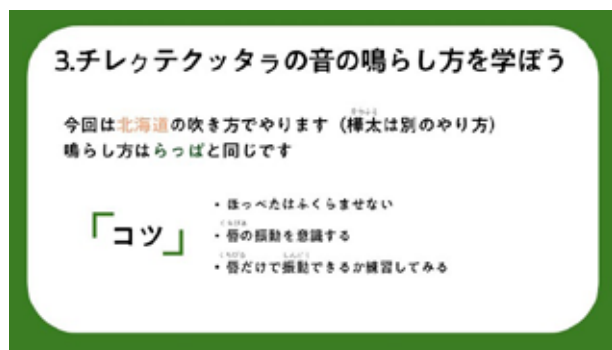 3.チレㇰテクッタㇻの音の鳴らし方を学ぼう
今回は北海道の吹き方でやります（樺太は別のやり方）
鳴らし方はらっぱと同じです
「コツ」
・ほっぺたはふくらませない
・唇の振動を意識する
・唇だけで振動できるか練習してみる